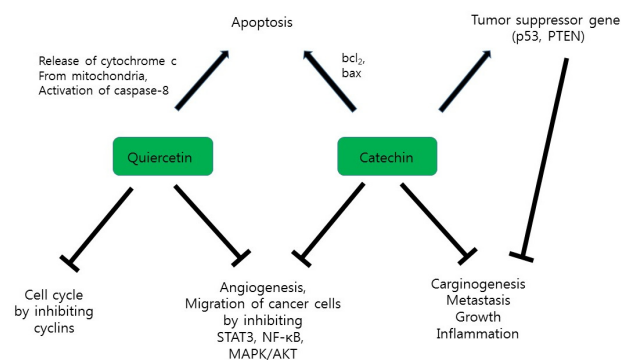 Apoptosis
Tumor suppressor gene
(p53, PTEN)
Release of cytochrome c
From mitochondria,
Activation of caspase-8
bcl₂,
bax
Quiercetin
Catechin
Cell cycle
by inhibiting
cyclins
Angiogenesis,
Migration of cancer cells
by inhibiting
STAT3, NF-κB,
MAPK/AKT
Carginogenesis
Metastasis
Growth
Inflammation